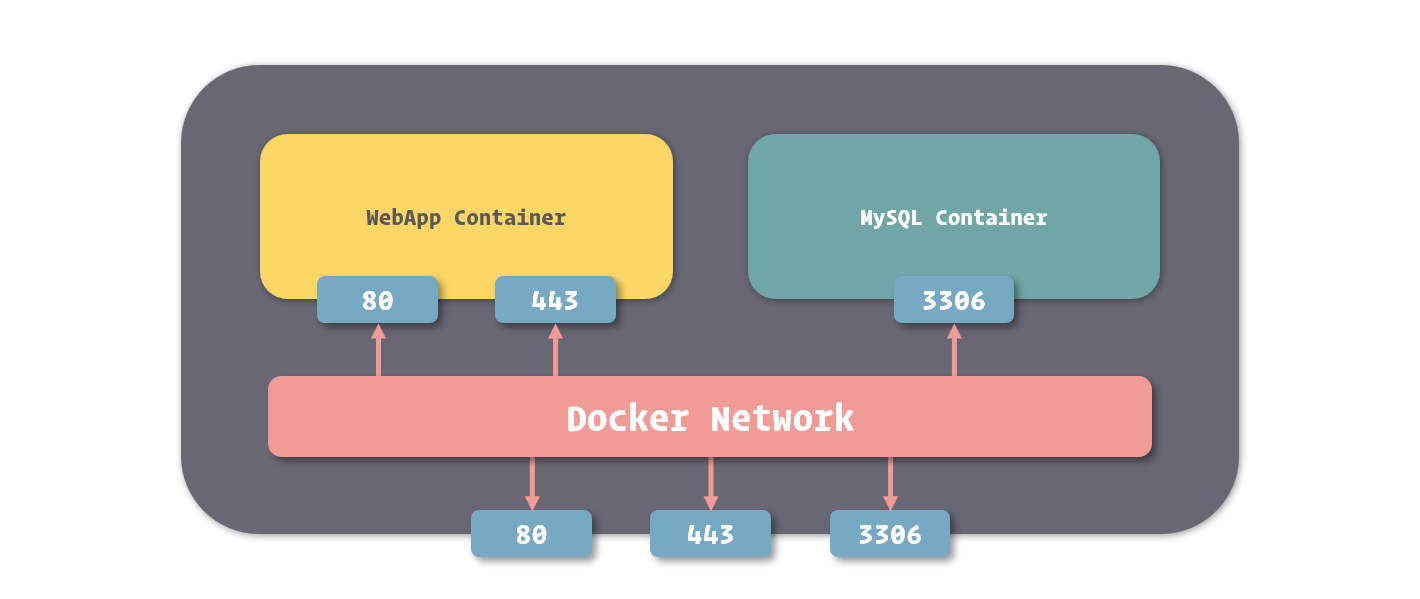 WebApp Container
MySQL Container
80
443
3306
Docker Network
80
443
3306